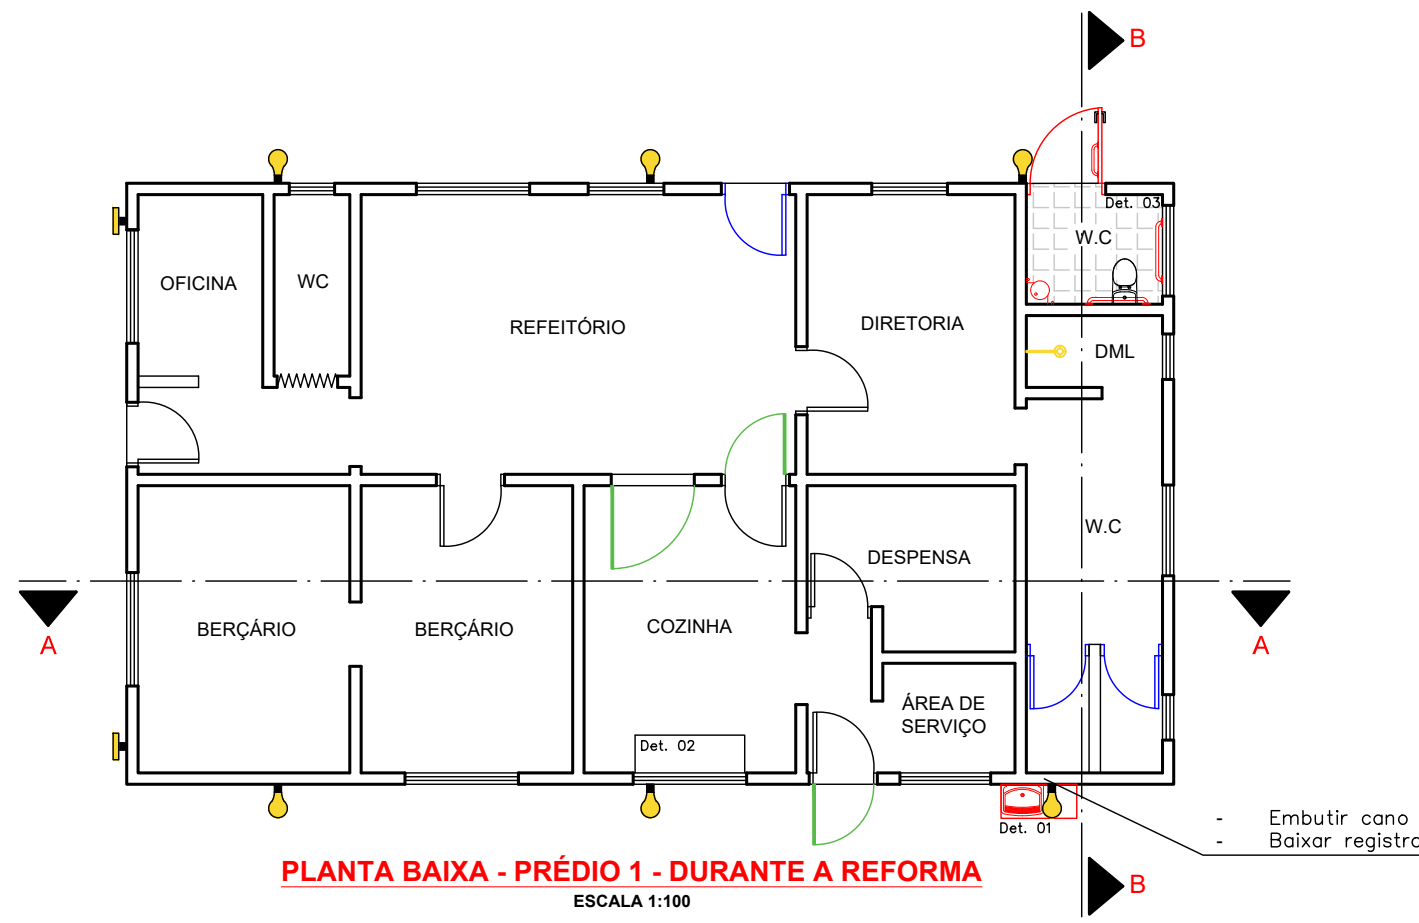 B
Det. 03
W.C
OFICINA
WC
REFEITÓRIO
DIRETORIA
DML
W.C
DESPENSA
BERÇÁRIO
BERÇÁRIO
COZINHA
A
A
ÁREA DE
SERVIÇO
Det. 02
Det. 01
- Embutir cano
- Baixar registro
PLANTA BAIXA - PRÉDIO 1 - DURANTE A REFORMA
ESCALA 1:100
B